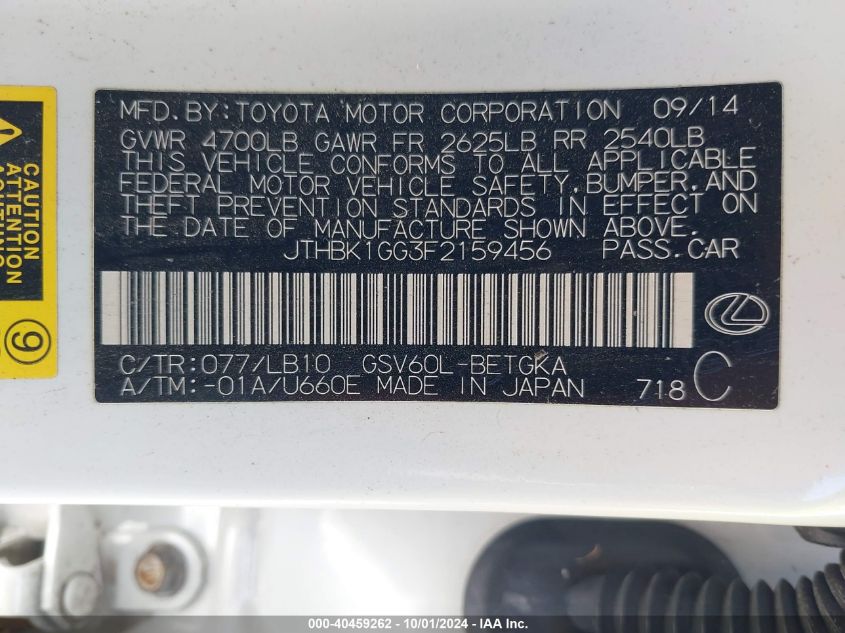 MFD.BY:TOYOTA MOTOR CORPORATION 09/14
GVWR 4700LB GAWR FR 2625LB RR 2540LB
THIS VEHICLE CONFORMS TO ALL APPLICABLE
FEDERAL MOTOR VEHICLE SAFETY,BUMPER,AND
THEFT PREVENTION STANDARDS IN EFFECT ON
THE DATE OF MANUFACTURE SHOWN ABOVE.
JTHBK1GG3F2159456 PASS.CAR
C/TR:077/LB10 GSV60L-BETGKA
A/TM:-01A/U660E MADE IN JAPAN 718 C
CAUTION
9
000-40459262 - 10/01/2024 - IAA Inc.